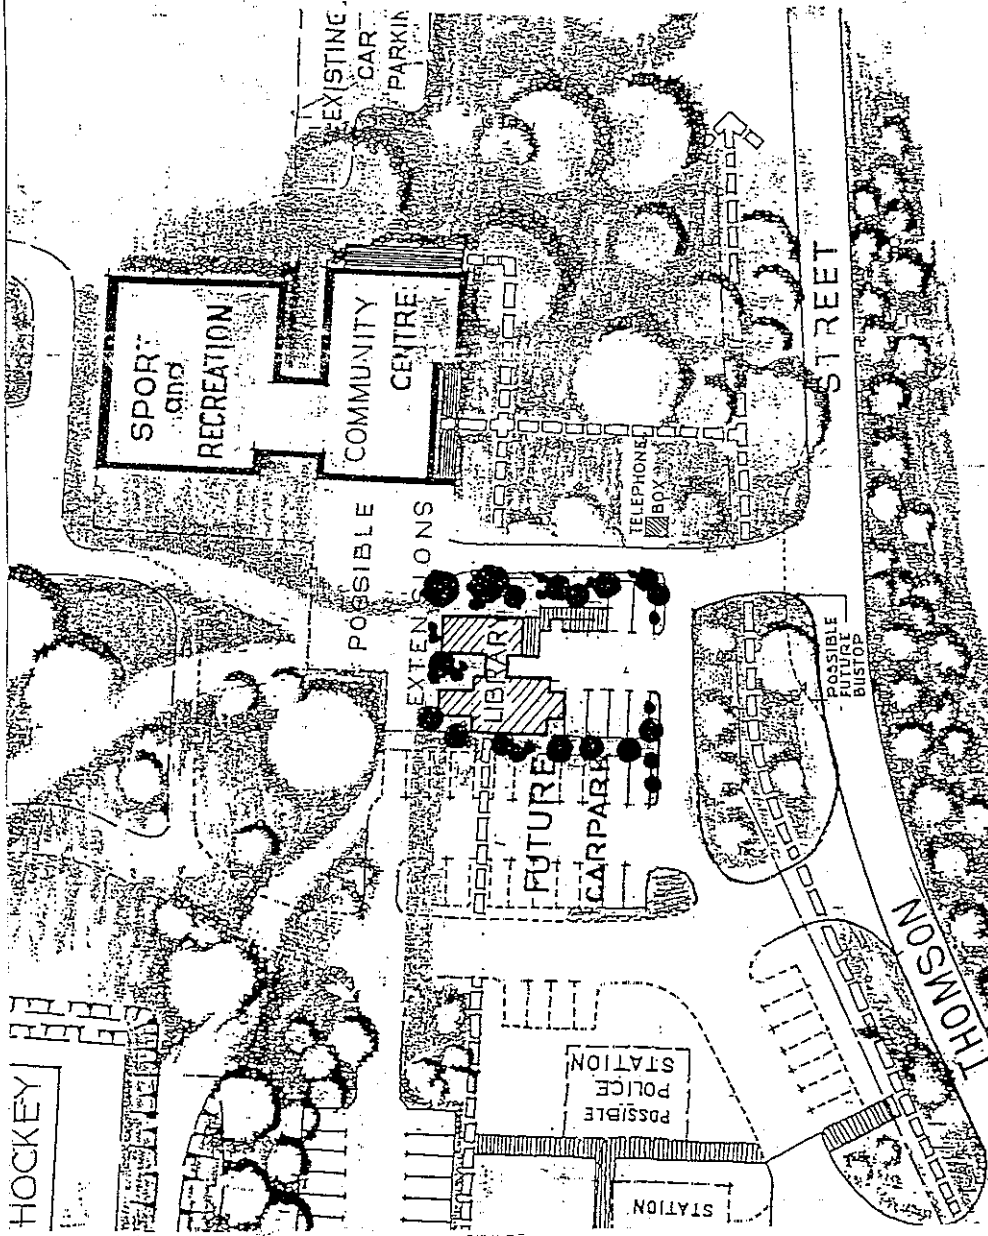 EXISTING
CAR
PARKIN
SPORT
and
RECREATION
COMMUNITY
CENTRE
POSSIBLE
EXTENSIONS
LIBRARY
TELEPHONE
BOX
STREET
POSSIBLE
FUTURE
BUSTOP
FUTURE
CARPARK
THOMSON
POSSIBLE
POLICE
STATION
STATION
HOCKEY